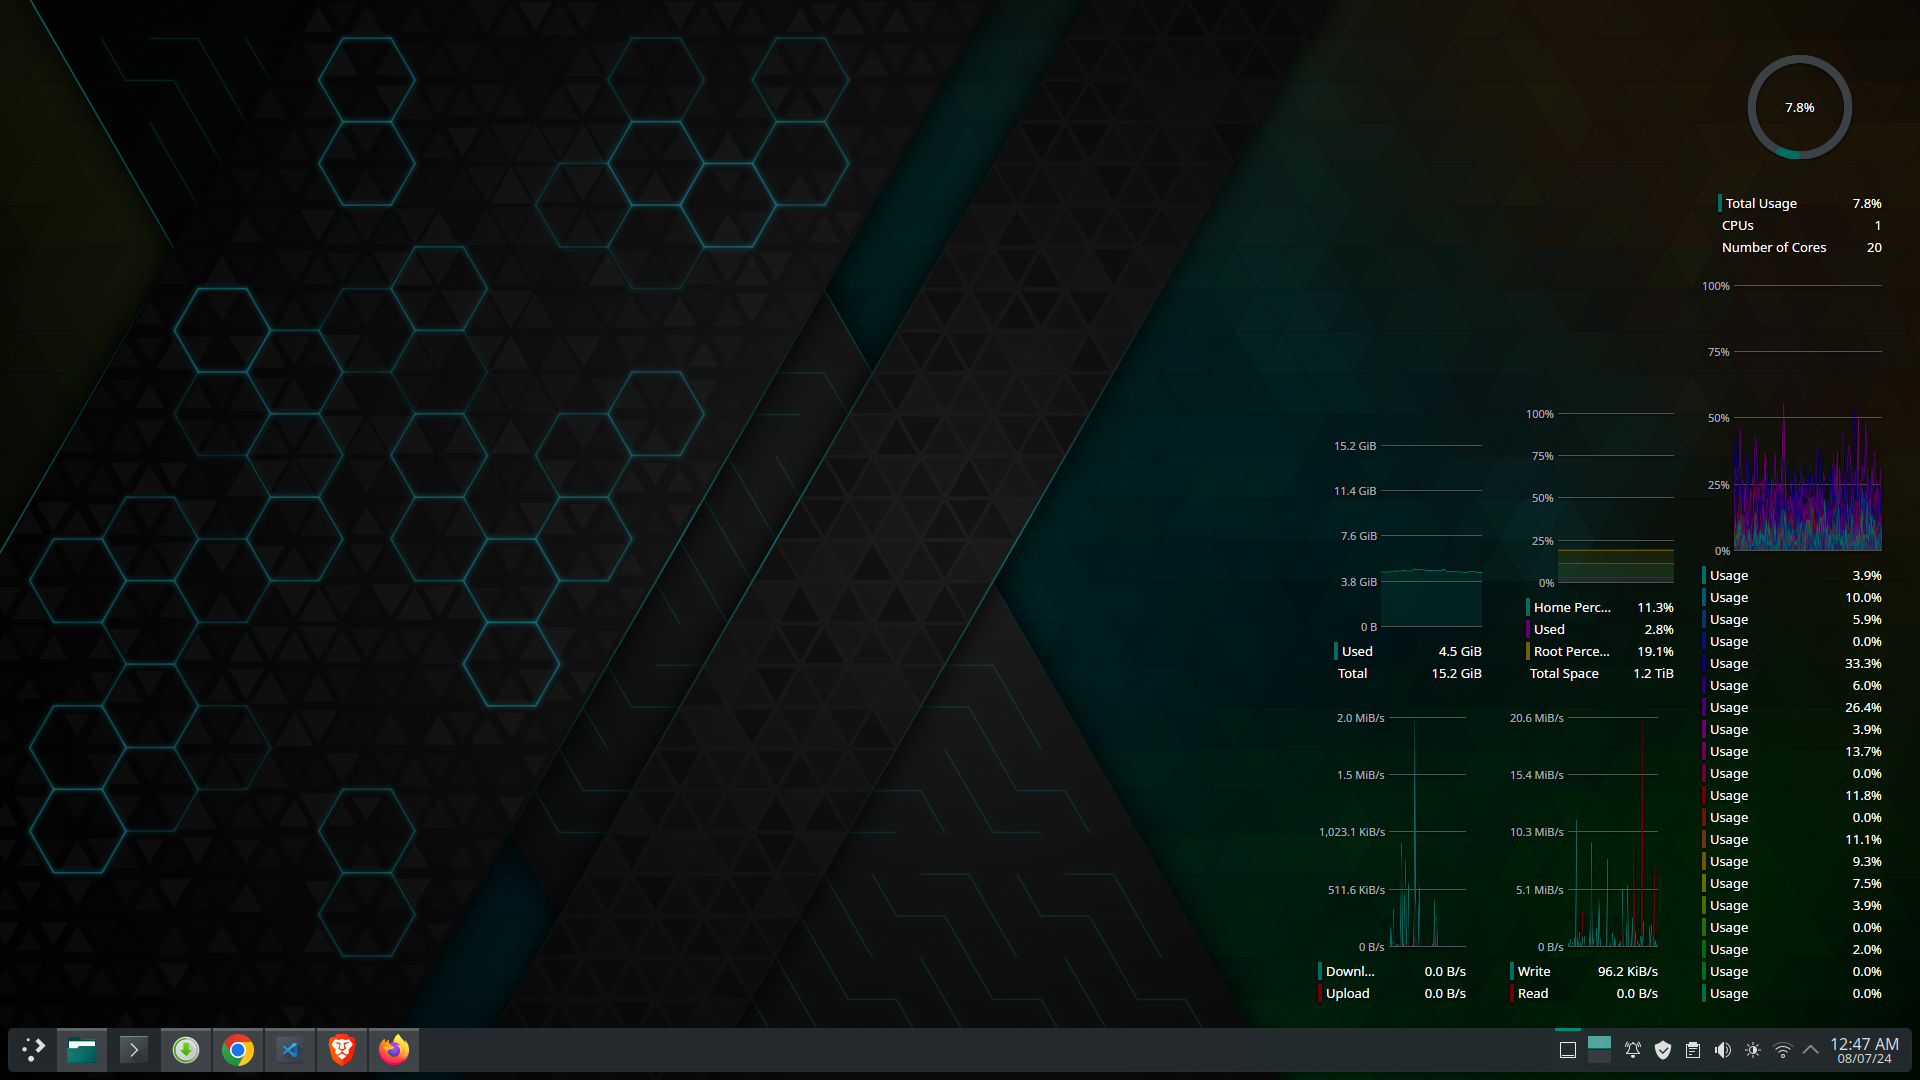 7.8%
Total Usage 7.8%
CPUs 1
Number of Cores 20
100%
75%
50%
25%
0%
Usage 3.9%
Usage 10.0%
Usage 5.9%
Usage 0.0%
Usage 33.3%
Usage 6.0%
Usage 26.4%
Usage 3.9%
Usage 13.7%
Usage 0.0%
Usage 11.8%
Usage 0.0%
Usage 11.1%
Usage 9.3%
Usage 7.5%
Usage 3.9%
Usage 0.0%
Usage 2.0%
Usage 0.0%
Usage 0.0%
15.2 GiB
11.4 GiB
7.6 GiB
3.8 GiB
0 B
Used 4.5 GiB
Total 15.2 GiB
100%
75%
50%
25%
0%
Home Perc... 11.3%
Used 2.8%
Root Perce... 19.1%
Total Space 1.2 TiB
2.0 MiB/s
1.5 MiB/s
1,023.1 KiB/s
511.6 KiB/s
0 B/s
Downl... 0.0 B/s
Upload 0.0 B/s
20.6 MiB/s
15.4 MiB/s
10.3 MiB/s
5.1 MiB/s
0 B/s
Write 96.2 KiB/s
Read 0.0 B/s
12:47 AM
08/07/24